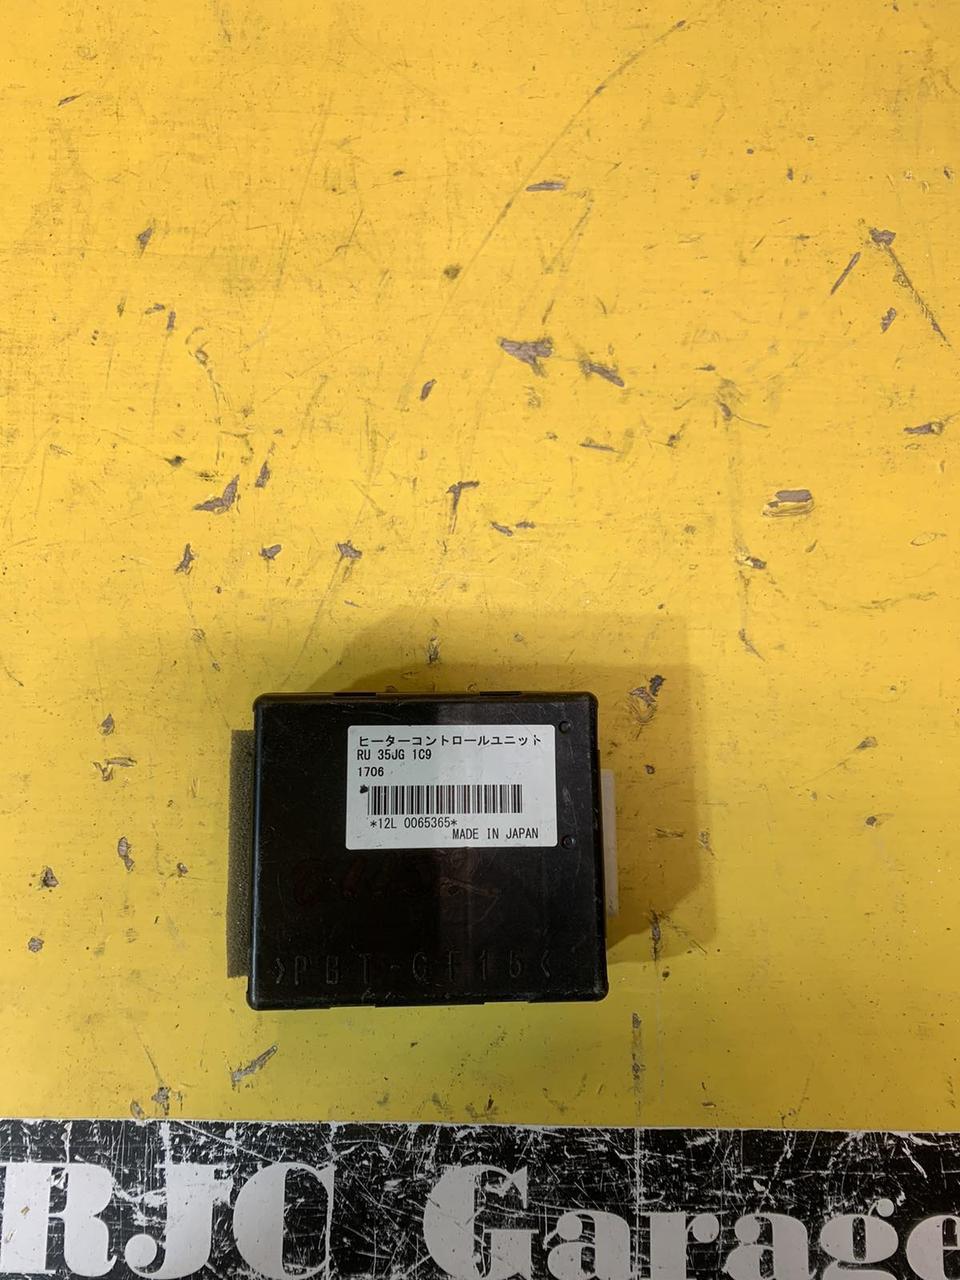 ヒーターコントロールユニット
RU 35JG 1C9
1706
*12L 0065365*
MADE IN JAPAN
>PBT-GF15<
RJC Garage